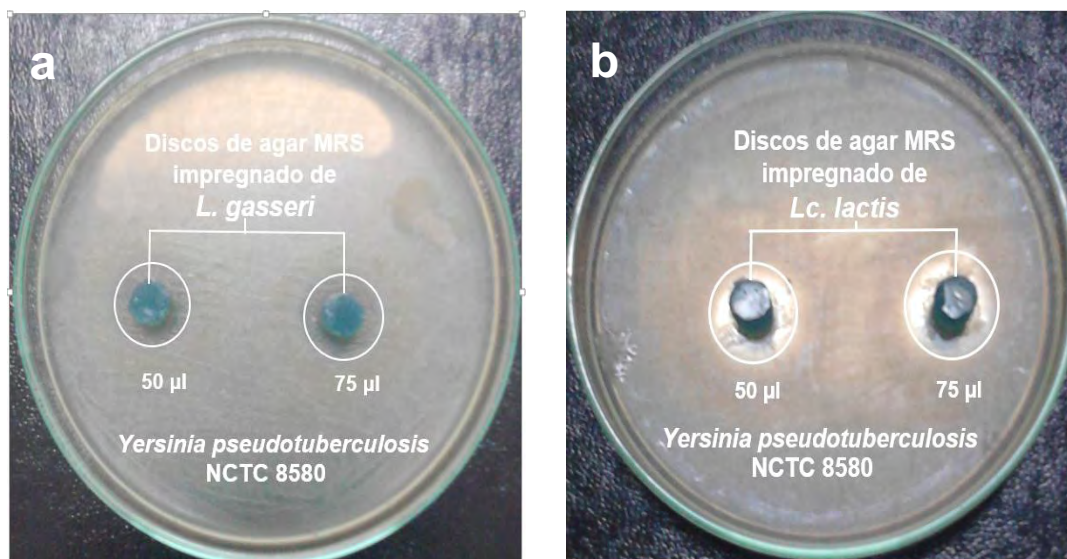 a
Discos de agar MRS
impregnado de
L. gasseri
50 µl
75 µl
Yersinia pseudotuberculosis
NCTC 8580
b
Discos de agar MRS
impregnado de
Lc. lactis
50 µl
75 µl
Yersinia pseudotuberculosis
NCTC 8580